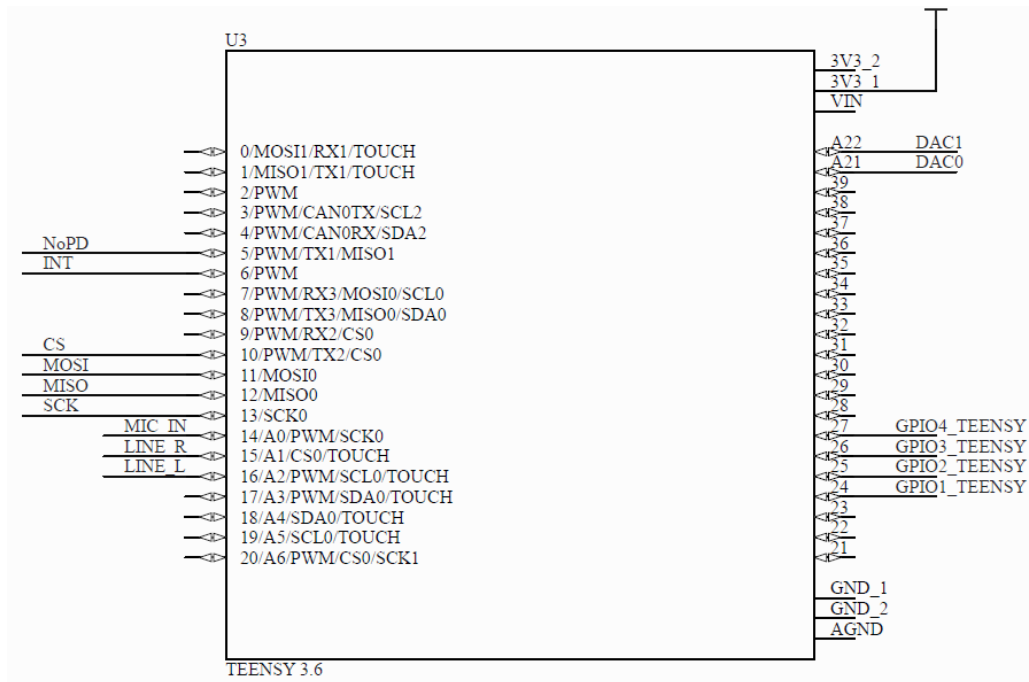 U3
3V3_2
3V3_1
VIN
0/MOSI1/RX1/TOUCH
A22 DAC1
1/MISO1/TX1/TOUCH
A21 DAC0
2/PWM
39
3/PWM/CAN0TX/SCL2
38
4/PWM/CAN0RX/SDA2
37
NoPD
5/PWM/TX1/MISO1
36
INT
6/PWM
35
7/PWM/RX3/MOSI0/SCL0
34
8/PWM/TX3/MISO0/SDA0
33
9/PWM/RX2/CS0
32
CS
10/PWM/TX2/CS0
31
MOSI
11/MOSI0
30
MISO
12/MISO0
29
SCK
13/SCK0
28
MIC_IN
14/A0/PWM/SCK0
27 GPIO4_TEENSY
LINE_R
15/A1/CS0/TOUCH
26 GPIO3_TEENSY
LINE_L
16/A2/PWM/SCL0/TOUCH
25 GPIO2_TEENSY
17/A3/PWM/SDA0/TOUCH
24 GPIO1_TEENSY
18/A4/SDA0/TOUCH
23
19/A5/SCL0/TOUCH
22
20/A6/PWM/CS0/SCK1
21
GND_1
GND_2
AGND
TEENSY 3.6